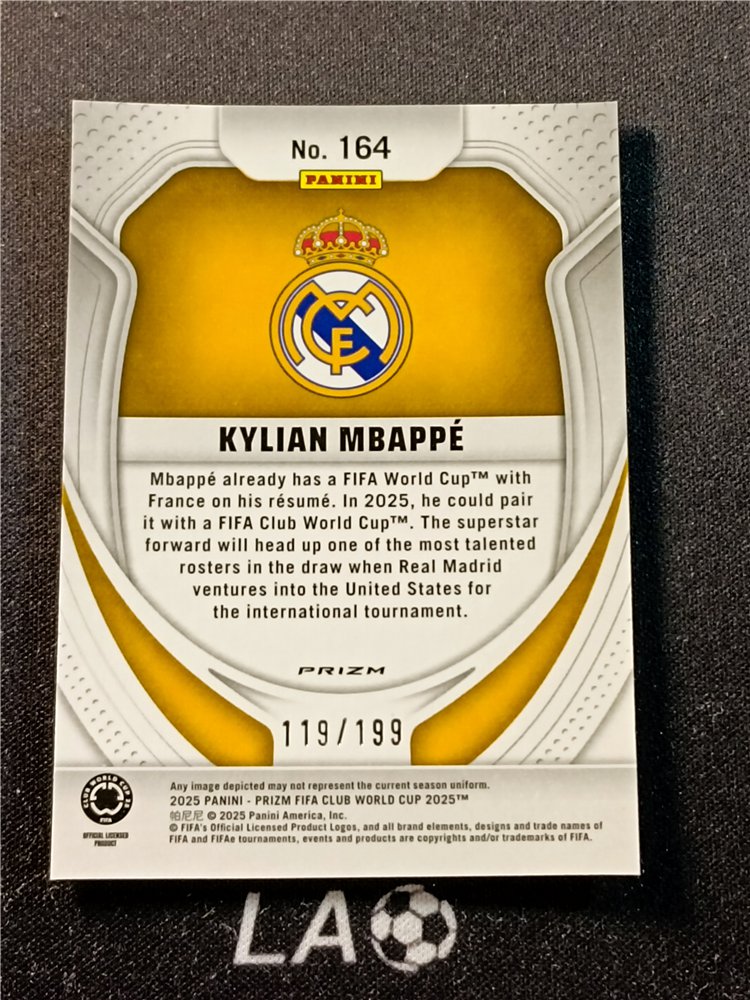 No. 164
PANINI
KYLIAN MBAPPÉ
Mbappé already has a FIFA World Cup™ with
France on his résumé. In 2025, he could pair
it with a FIFA Club World Cup™. The superstar
forward will head up one of the most talented
rosters in the draw when Real Madrid
ventures into the United States for
the international tournament.
PRIZM
119/199
Any image depicted may not represent the current season uniform.
2025 PANINI - PRIZM FIFA CLUB WORLD CUP 2025™
帕尼尼 © 2025 Panini America, Inc.
© FIFA's Official Licensed Product Logos, and all brand elements, designs and trade names of
FIFA and FIFAe tournaments, events and products are copyrights and/or trademarks of FIFA.
CLUB WORLD CUP 25
FIFA
OFFICIAL LICENSED
PRODUCT
LA